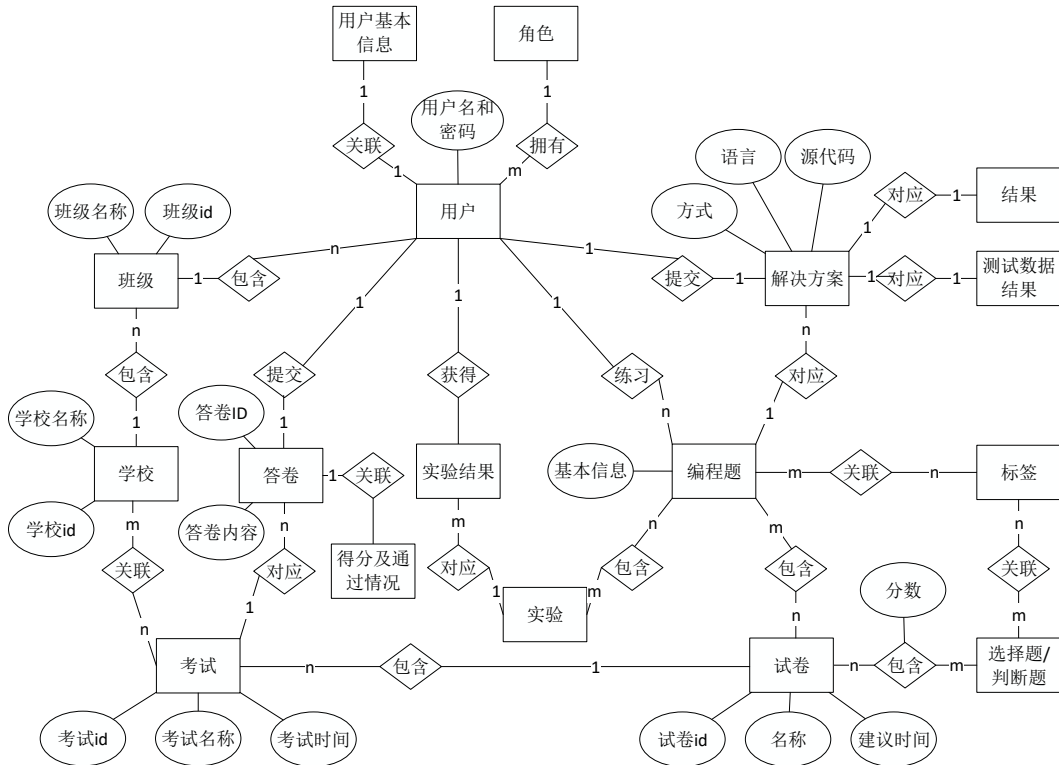 用户基本
信息
角色
1
1
用户名和
密码
关联
拥有
语言
源代码
对应
1
结果
1
m
班级名称
班级id
用户
方式
1
n
1
班级
1
包含
提交
1
解决方案
1
对应
1
测试数据
结果
1
1
1
n
n
包含
提交
获得
练习
对应
1
1
n
1
学校名称
答卷ID
学校
答卷
1
关联
实验结果
基本信息
编程题
m
关联
n
标签
学校id
答卷内容
m
n
m
n
m
n
关联
对应
得分及通
过情况
对应
包含
包含
关联
分数
1
1
实验
m
n
m
n
考试
n
包含
1
试卷
n
包含
m
选择题/
判断题
考试id
考试名称
考试时间
试卷id
名称
建议时间